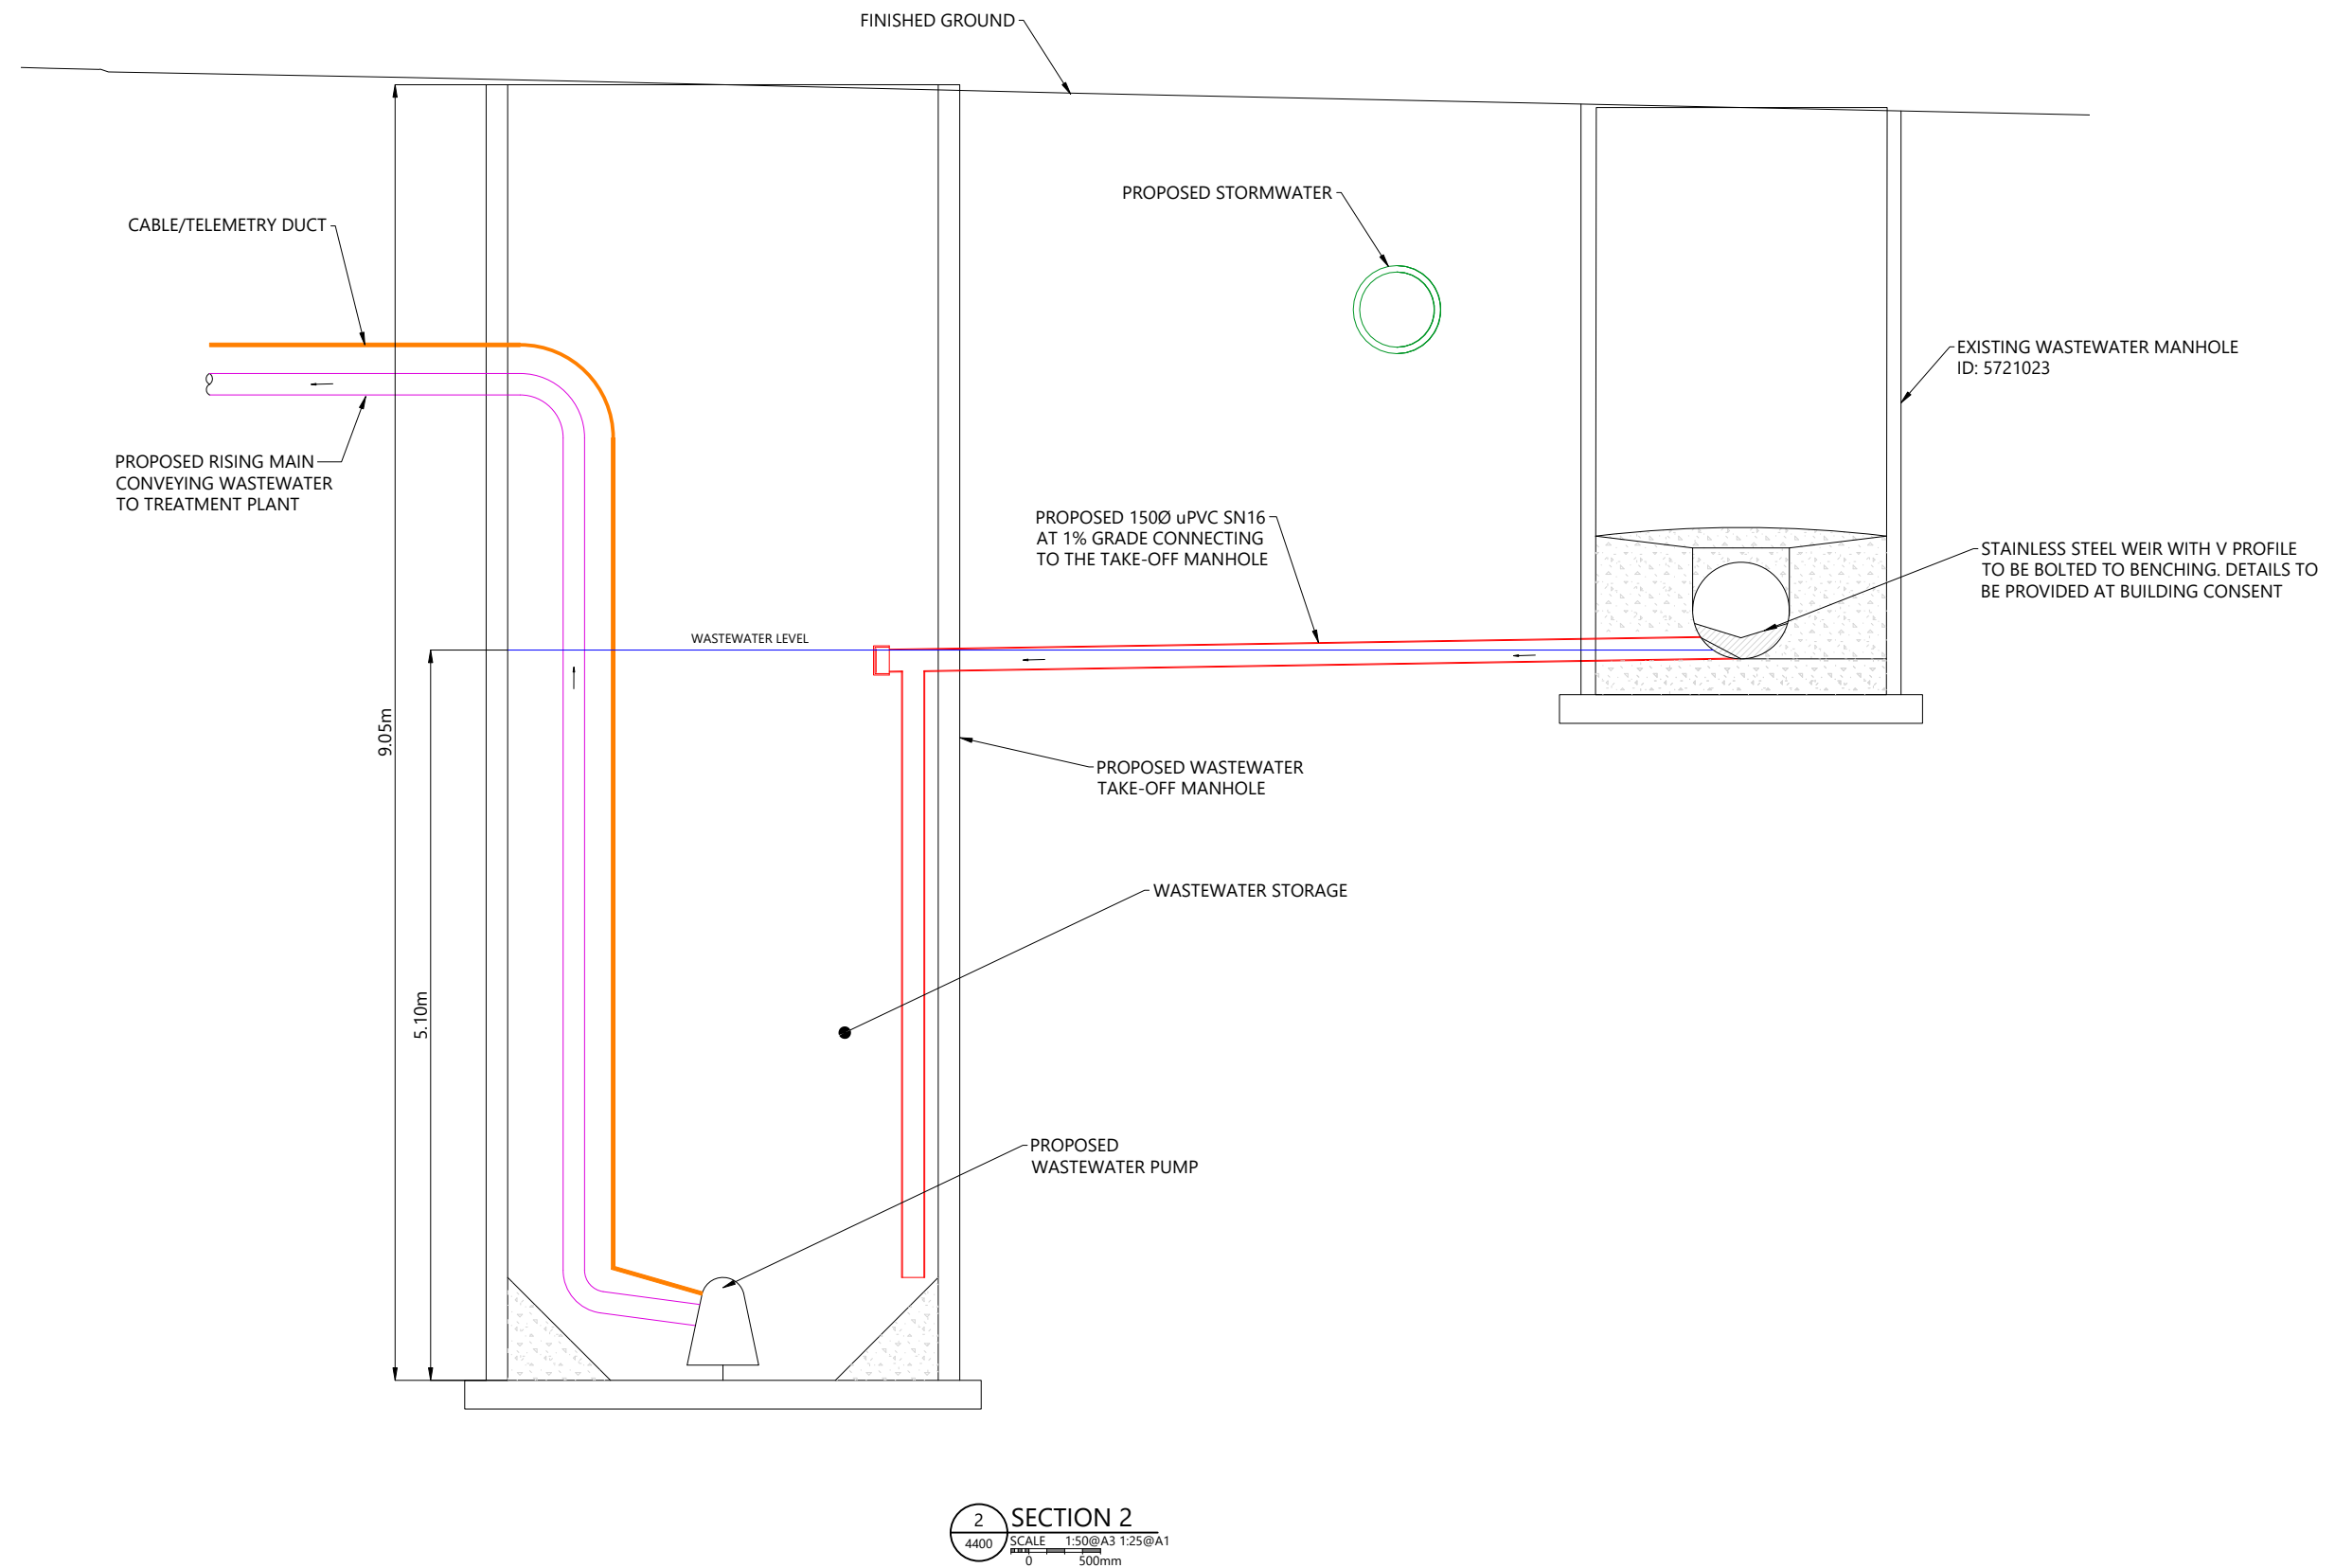 FINISHED GROUND
PROPOSED STORMWATER
CABLE/TELEMETRY DUCT
EXISTING WASTEWATER MANHOLE
ID: 5721023
PROPOSED RISING MAIN
CONVEYING WASTEWATER
TO TREATMENT PLANT
PROPOSED 150Ø uPVC SN16
AT 1% GRADE CONNECTING
TO THE TAKE-OFF MANHOLE
STAINLESS STEEL WEIR WITH V PROFILE
TO BE BOLTED TO BENCHING. DETAILS TO
BE PROVIDED AT BUILDING CONSENT
WASTEWATER LEVEL
9.05m
PROPOSED WASTEWATER
TAKE-OFF MANHOLE
WASTEWATER STORAGE
5.10m
PROPOSED
WASTEWATER PUMP
2
4400
SECTION 2
SCALE 1:50@A3 1:25@A1
0 500mm